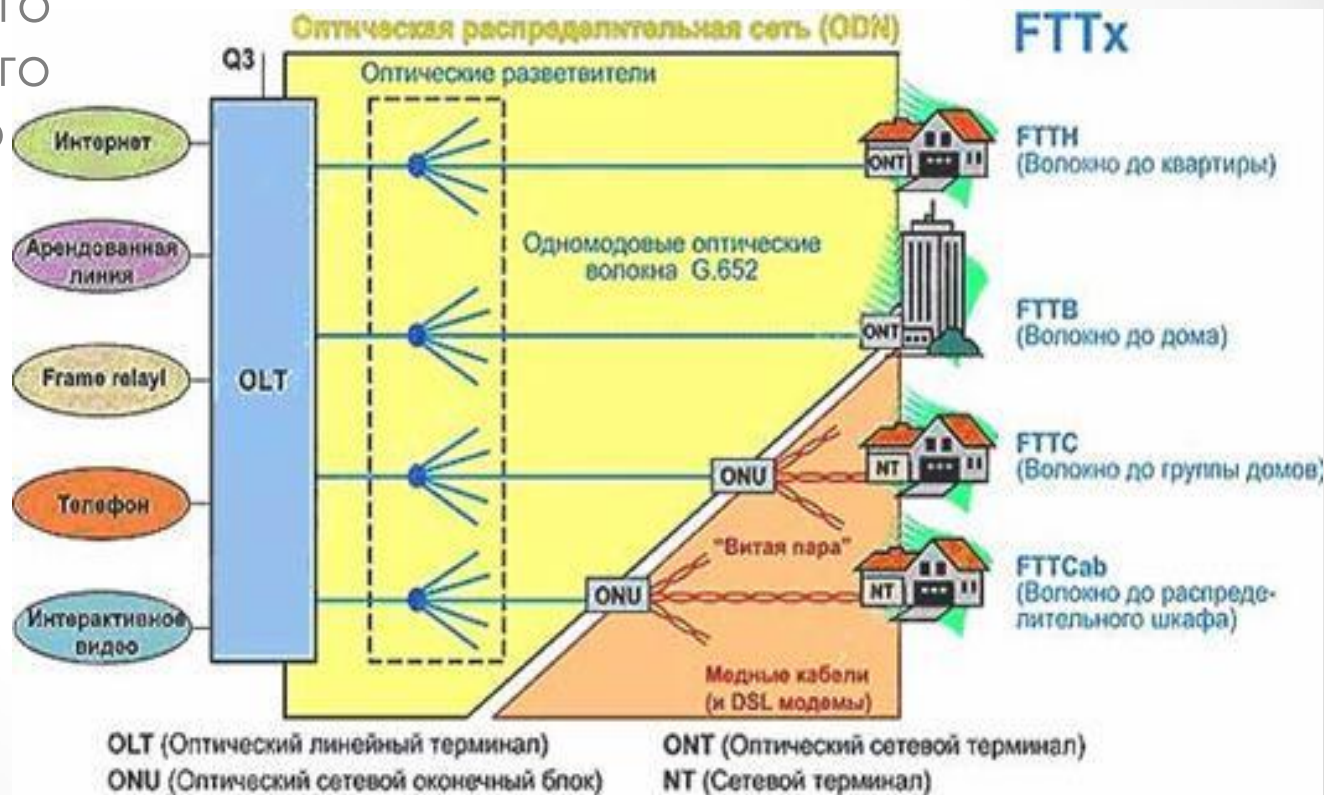 го
го
Оптическая распределительная сеть (ODN)
FTTx
Q3
Оптические разветвители
Интернет
Арендованная
линия
Frame relayl
Телефон
Интерактивное
видео
OLT
Одномодовые оптические
волокна G.652
ONT
FTTH
(Волокно до квартиры)
ONT
FTTB
(Волокно до дома)
ONU
NT
FTTC
(Волокно до группы домов)
"Витая пара"
ONU
NT
FTTCab
(Волокно до распреде-
лительного шкафа)
Медные кабели
(и DSL модемы)
OLT (Оптический линейный терминал)
ONT (Оптический сетевой терминал)
ONU (Оптический сетевой оконечный блок)
NT (Сетевой терминал)